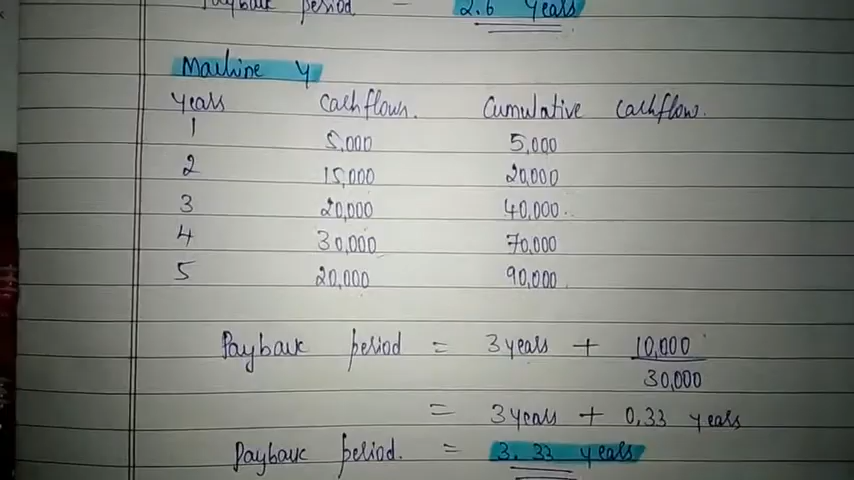 Payback period = 2.6 years
Machine Y
Years Cashflows. Cumulative Cashflow.
1 5,000 5,000
2 15,000 20,000
3 20,000 40,000.
4 30,000 70,000
5 20,000 90,000.
Payback period = 3 years + 10,000
30,000
= 3 years + 0.33 years
Payback period. = 3.33 years